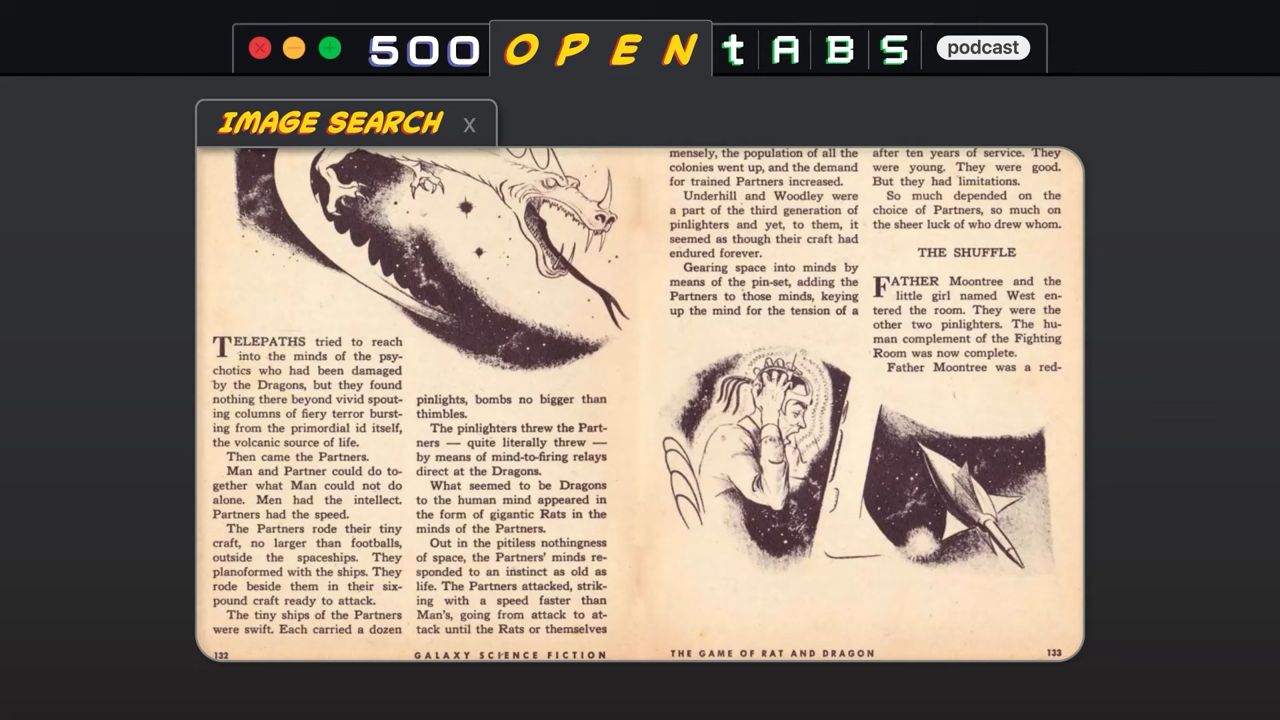 500 OPEN tABS podcast
IMAGE SEARCH X
TELEPATHS tried to reach
into the minds of the psy-
chotics who had been damaged
by the Dragons, but they found
nothing there beyond vivid spout-
ing columns of fiery terror burst-
ing from the primordial id itself,
the volcanic source of life.
Then came the Partners.
Man and Partner could do to-
gether what Man could not do
alone. Men had the intellect.
Partners had the speed.
The Partners rode their tiny
craft, no larger than footballs,
outside the spaceships. They
planoformed with the ships. They
rode beside them in their six-
pound craft ready to attack.
The tiny ships of the Partners
were swift. Each carried a dozen
pinlights, bombs no bigger than
thimbles.
The pinlighters threw the Part-
ners — quite literally threw —
by means of mind-to-firing relays
direct at the Dragons.
What seemed to be Dragons
to the human mind appeared in
the form of gigantic Rats in the
minds of the Partners.
Out in the pitiless nothingness
of space, the Partners' minds re-
sponded to an instinct as old as
life. The Partners attacked, strik-
ing with a speed faster than
Man's, going from attack to at-
tack until the Rats or themselves
132
GALAXY SCIENCE FICTION
mensely, the population of all the
colonies went up, and the demand
for trained Partners increased.
Underhill and Woodley were
a part of the third generation of
pinlighters and yet, to them, it
seemed as though their craft had
endured forever.
Gearing space into minds by
means of the pin-set, adding the
Partners to those minds, keying
up the mind for the tension of a
after ten years of service. They
were young. They were good.
But they had limitations.
So much depended on the
choice of Partners, so much on
the sheer luck of who drew whom.
THE SHUFFLE
FATHER Moontree and the
little girl named West en-
tered the room. They were the
other two pinlighters. The hu-
man complement of the Fighting
Room was now complete.
Father Moontree was a red-
THE GAME OF RAT AND DRAGON
133